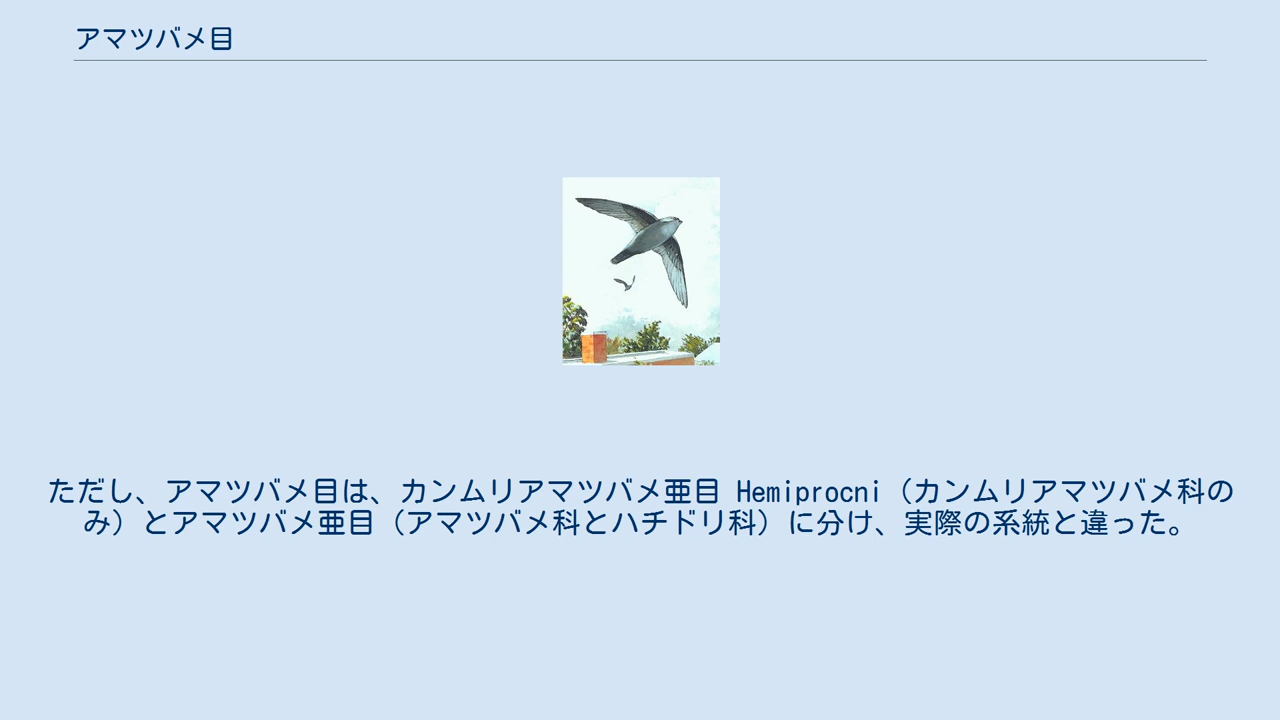 アマツバメ目
ただし、アマツバメ目は、カンムリアマツバメ亜目 Hemiprocni（カンムリアマツバメ科の
み）とアマツバメ亜目（アマツバメ科とハチドリ科）に分け、実際の系統と違った。